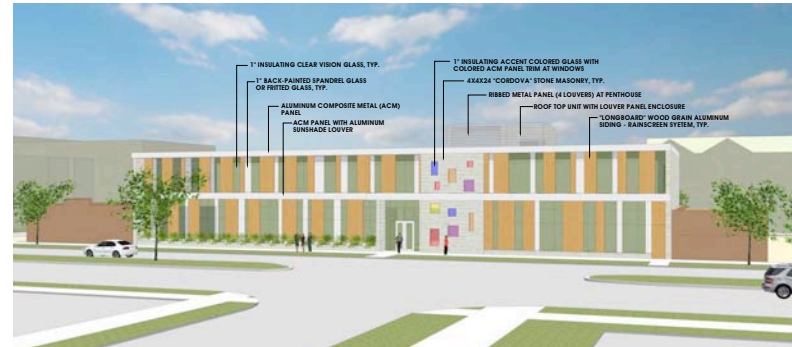 1" INSULATING CLEAR VISION GLASS, TYP.
1" BACK-PAINTED SPANDREL GLASS
OR FRITTED GLASS, TYP.
ALUMINUM COMPOSITE METAL (ACM)
PANEL
ACM PANEL WITH ALUMINUM
SUNSHADE LOUVER
1" INSULATING ACCENT COLORED GLASS WITH
COLORED ACM PANEL TRIM AT WINDOWS
4X4X24 "CORDOVA" STONE MASONRY, TYP.
RIBBED METAL PANEL (4 LOUVERS) AT PENTHOUSE
ROOF TOP UNIT WITH LOUVER PANEL ENCLOSURE
"LONGBOARD" WOOD GRAIN ALUMINUM
SIDING - RAINSCREEN SYETEM, TYP.